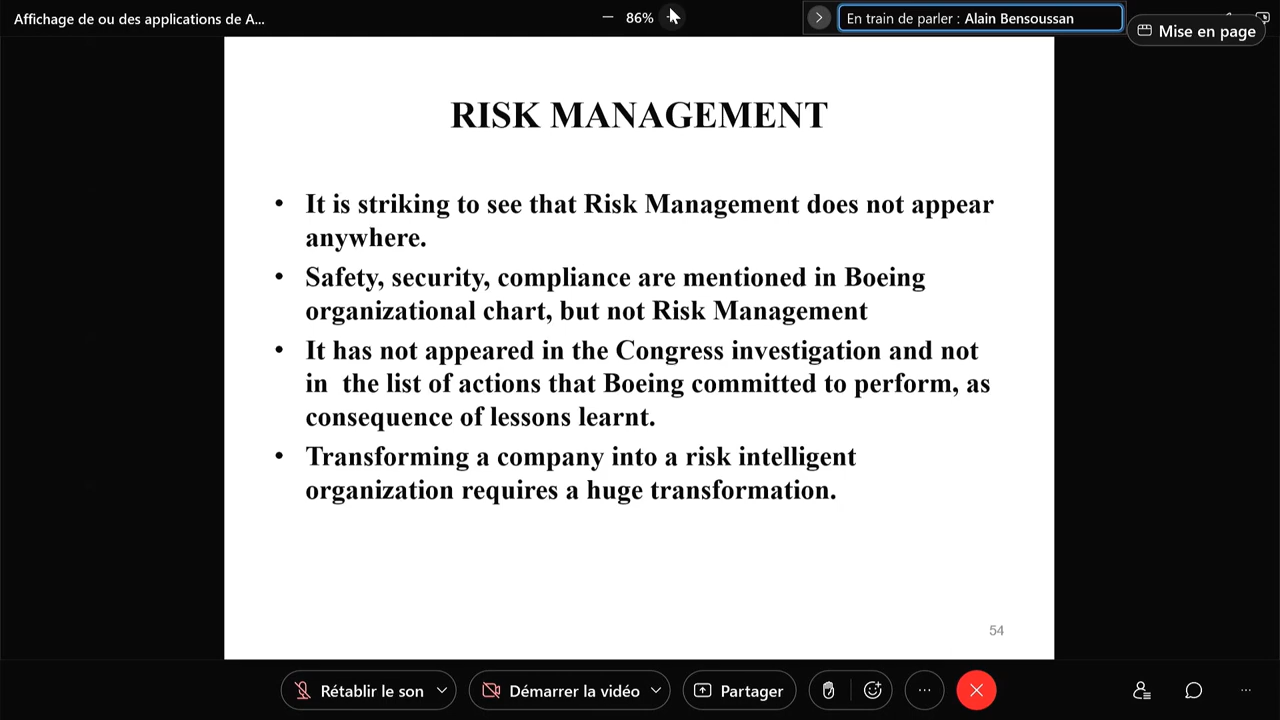 Affichage de ou des applications de A...
86%
En train de parler : Alain Bensoussan
Mise en page
RISK MANAGEMENT
• It is striking to see that Risk Management does not appear
anywhere.
• Safety, security, compliance are mentioned in Boeing
organizational chart, but not Risk Management
• It has not appeared in the Congress investigation and not
in the list of actions that Boeing committed to perform, as
consequence of lessons learnt.
• Transforming a company into a risk intelligent
organization requires a huge transformation.
54
Rétablir le son
Démarrer la vidéo
Partager